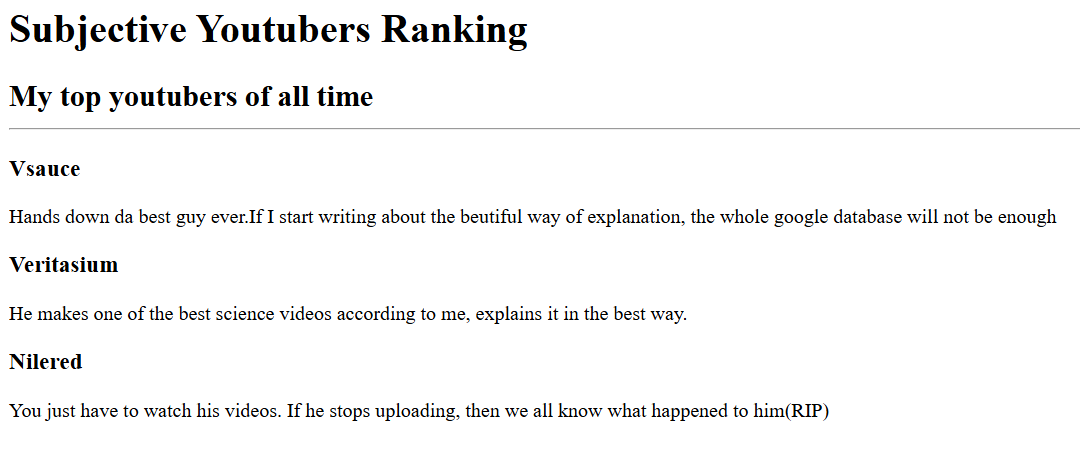 Subjective Youtubers Ranking
My top youtubers of all time
Vsauce
Hands down da best guy ever.If I start writing about the beutiful way of explanation, the whole google database will not be enough
Veritasium
He makes one of the best science videos according to me, explains it in the best way.
Nilered
You just have to watch his videos. If he stops uploading, then we all know what happened to him(RIP)